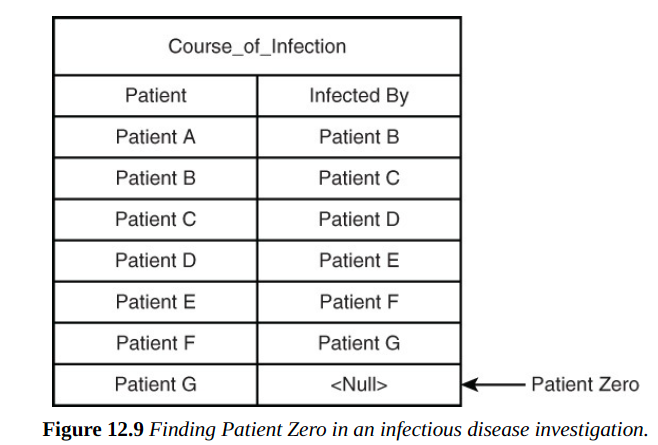 Course_of_Infection
Patient Infected By
Patient A Patient B
Patient B Patient C
Patient C Patient D
Patient D Patient E
Patient E Patient F
Patient F Patient G
Patient G <Null> Patient Zero
Figure 12.9 Finding Patient Zero in an infectious disease investigation.